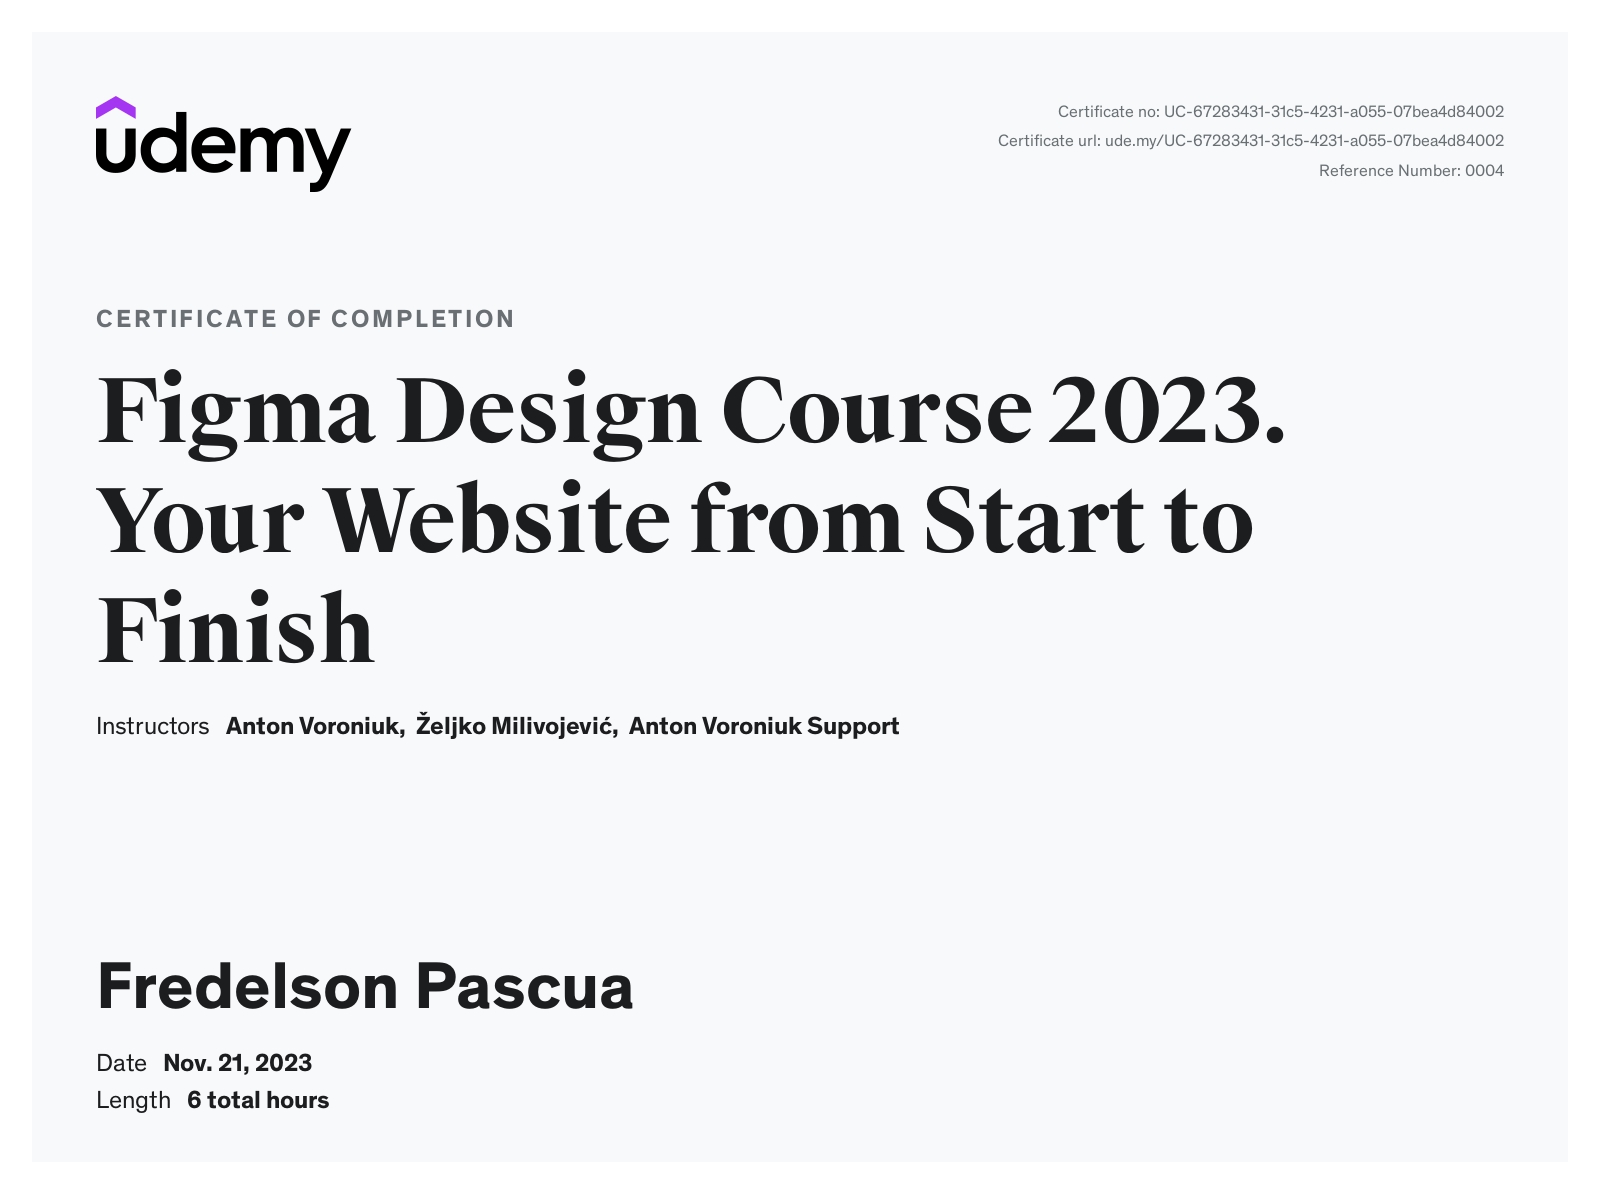 udemy
Certificate no: UC-67283431-31c5-4231-a055-07bea4d84002
Certificate url: ude.my/UC-67283431-31c5-4231-a055-07bea4d84002
Reference Number: 0004
CERTIFICATE OF COMPLETION
Figma Design Course 2023.
Your Website from Start to
Finish
Instructors Anton Voroniuk, Željko Milivojević, Anton Voroniuk Support
Fredelson Pascua
Date Nov. 21, 2023
Length 6 total hours